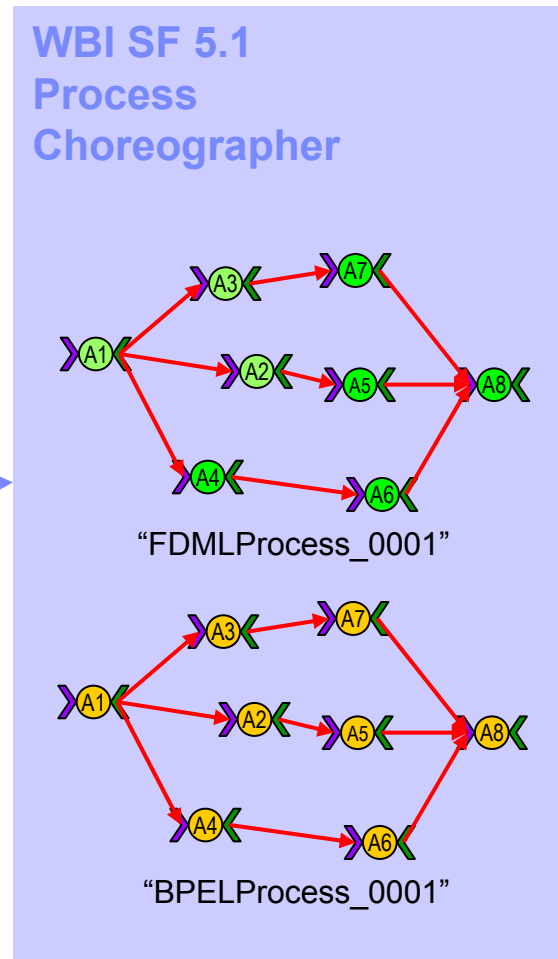 WBI SF 5.1
Process
Choreographer
A7
A3
A1
A2
A5
A8
A4
A6
“FDMLProcess_0001”
A7
A3
A1
A2
A5
A8
A4
A6
“BPELProcess_0001”